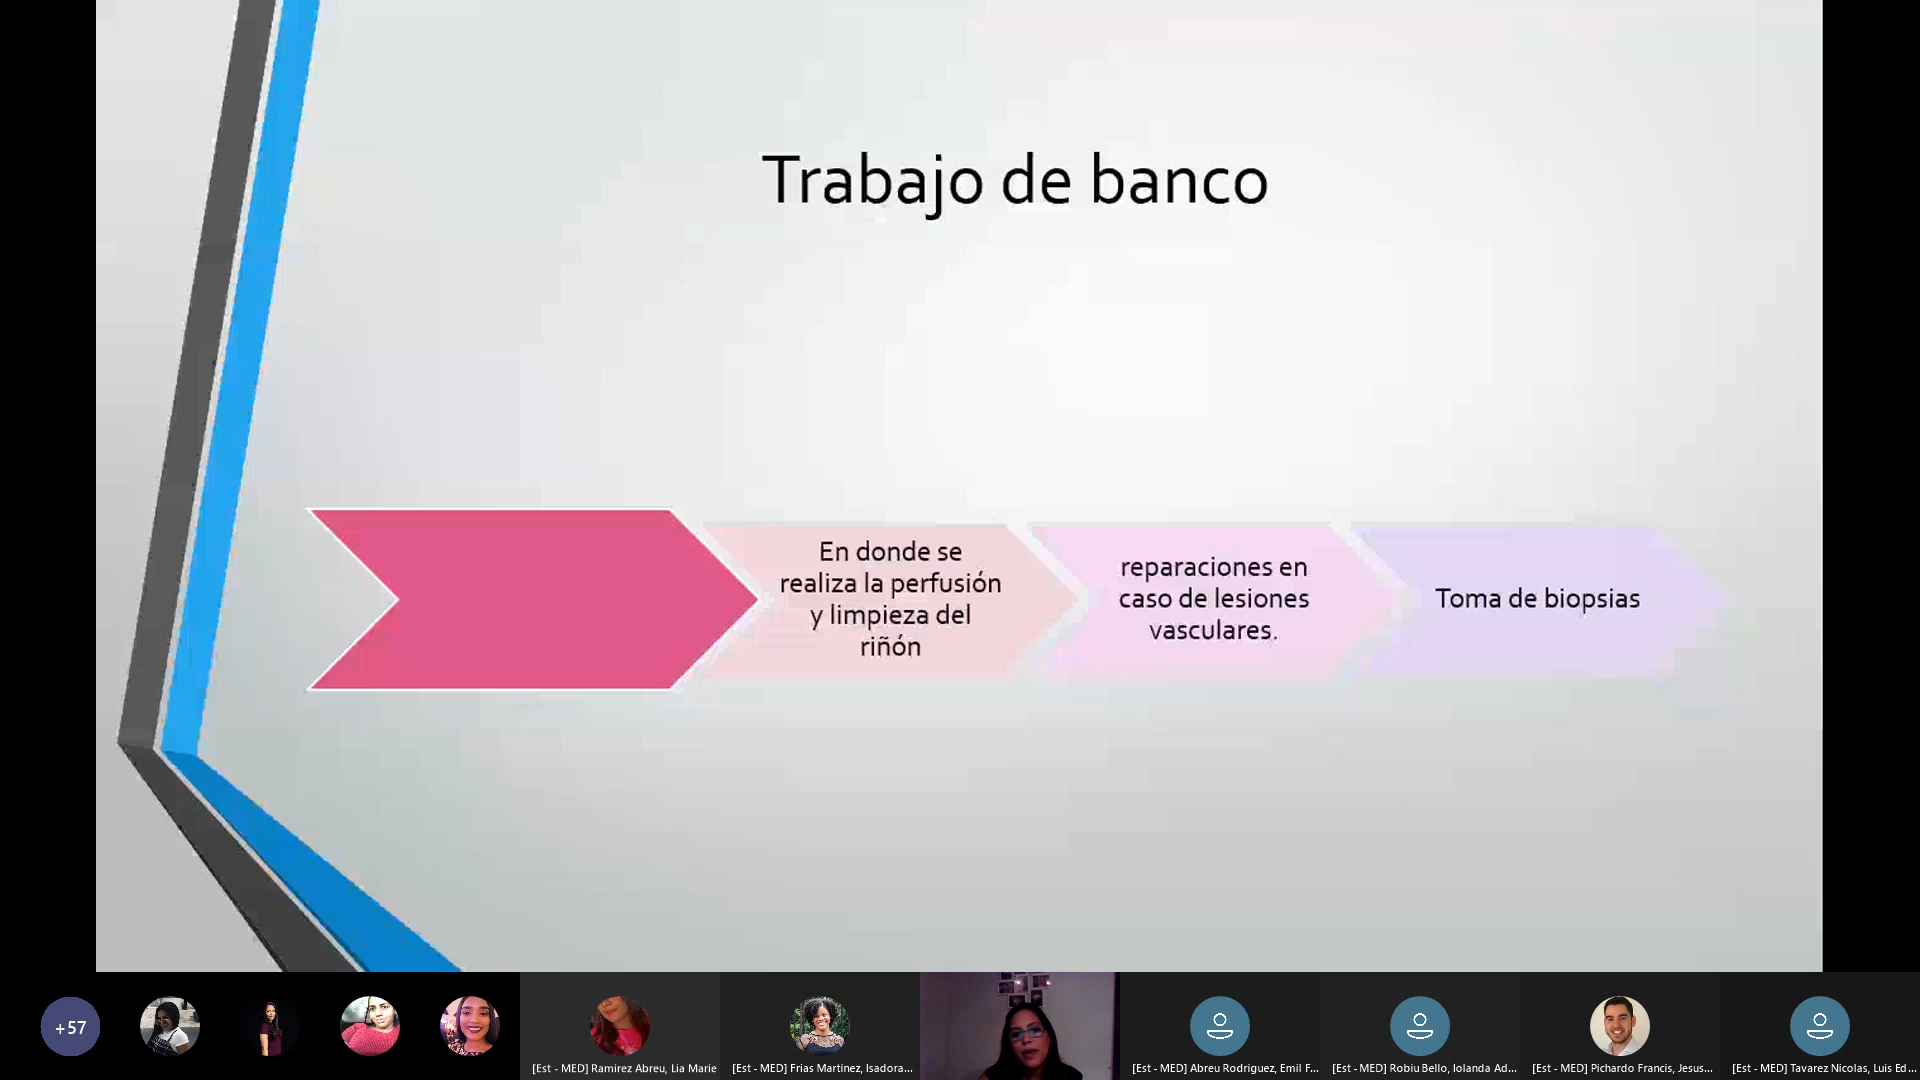 Trabajo de banco
En donde se
realiza la perfusión
y limpieza del
riñón
reparaciones en
caso de lesiones
vasculares.
Toma de biopsias
+57
[Est - MED] Ramirez Abreu, Lia Marie
[Est - MED] Frias Martinez, Isadora...
[Est - MED] Abreu Rodriguez, Emil F...
[Est - MED] Robiu Bello, Iolanda Ad...
[Est - MED] Pichardo Francis, Jesus...
[Est - MED] Tavarez Nicolas, Luis Ed...